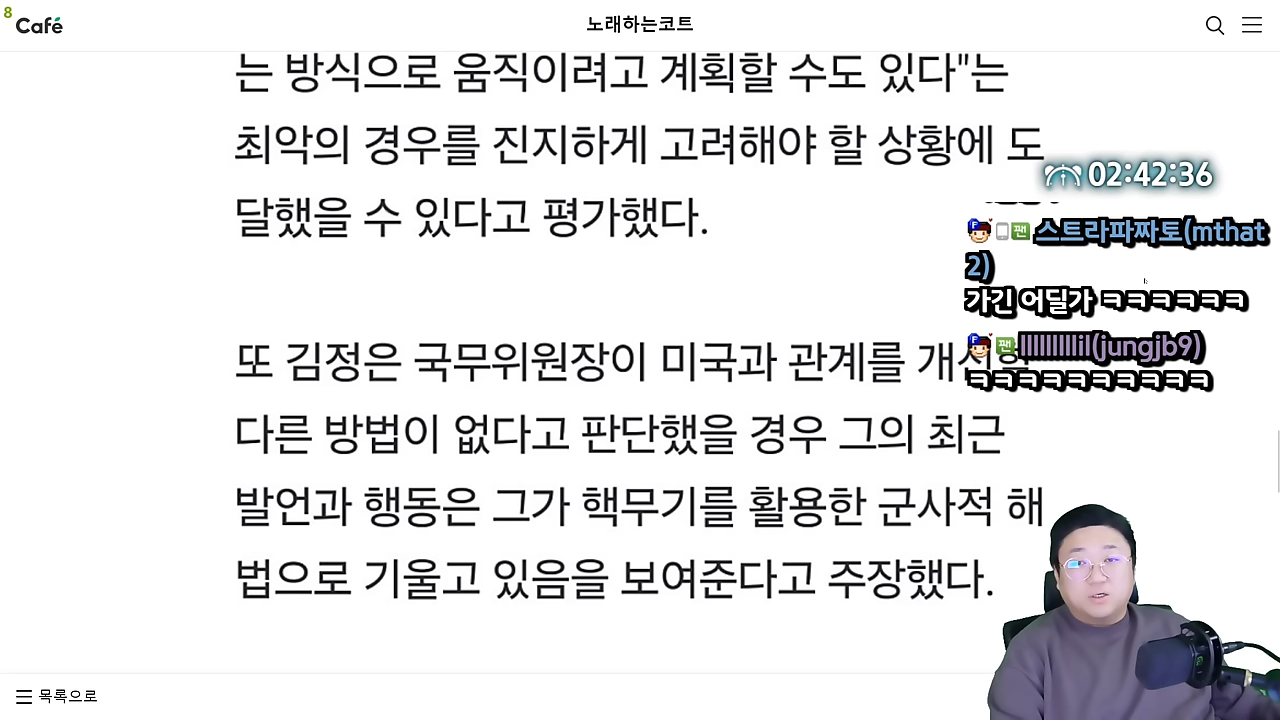 8
Café
노래하는코트
는 방식으로 움직이려고 계획할 수도 있다"는
최악의 경우를 진지하게 고려해야 할 상황에 도
달했을 수 있다고 평가했다.
02:42:36
팬 스트라파짜토(mthat
2)
가긴 어딜가 ㅋㅋㅋㅋㅋㅋ
팬 lllllllllil(jungjb9)
ㅋㅋㅋㅋㅋㅋㅋㅋㅋㅋ
또 김정은 국무위원장이 미국과 관계를
다른 방법이 없다고 판단했을 경우 그의 최근
발언과 행동은 그가 핵무기를 활용한 군사적 해
법으로 기울고 있음을 보여준다고 주장했다.
목록으로